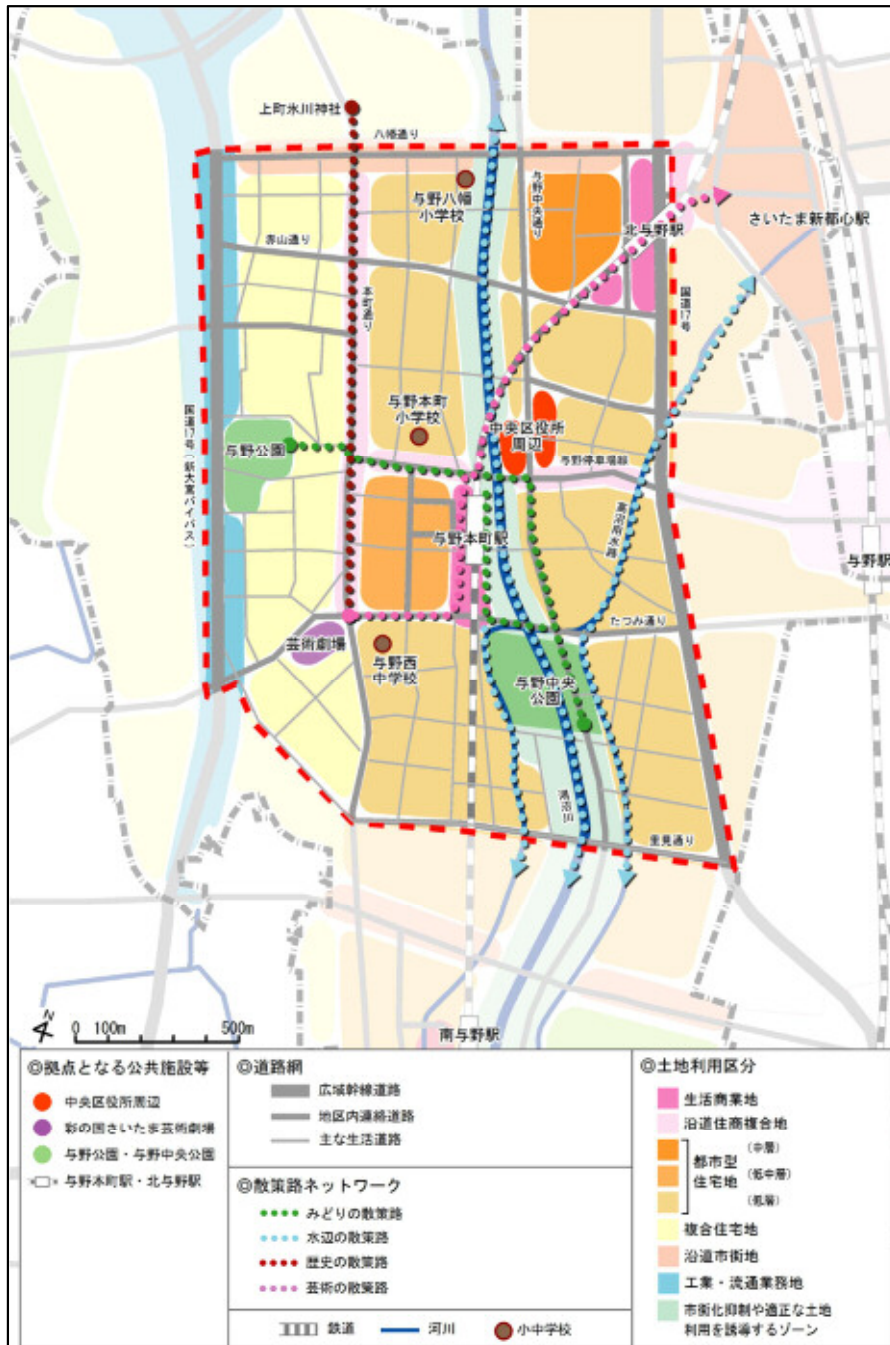 上町氷川神社
八幡通り
与野八幡
小学校
与野中央通り
北与野駅
さいたま新都心駅
赤山通り
本町通り
国道17号
与野本町
小学校
中央区役所
周辺
与野公園
与野停車場線
国道17号(新大宮バイパス)
与野本町駅
高沼用水路
与野駅
たつみ通り
芸術劇場
与野西
中学校
与野中央
公園
鴻沼川
里見通り
南与野駅
N
0 100m 500m
◎拠点となる公共施設等
中央区役所周辺
彩の国さいたま芸術劇場
与野公園・与野中央公園
与野本町駅・北与野駅
◎道路網
広域幹線道路
地区内連絡道路
主な生活道路
◎散策路ネットワーク
みどりの散策路
水辺の散策路
歴史の散策路
芸術の散策路
鉄道 河川 小中学校
◎土地利用区分
生活商業地
沿道住商複合地
都市型
住宅地
(中層)
(低中層)
(低層)
複合住宅地
沿道市街地
工業・流通業務地
市街化抑制や適正な土地
利用を誘導するゾーン